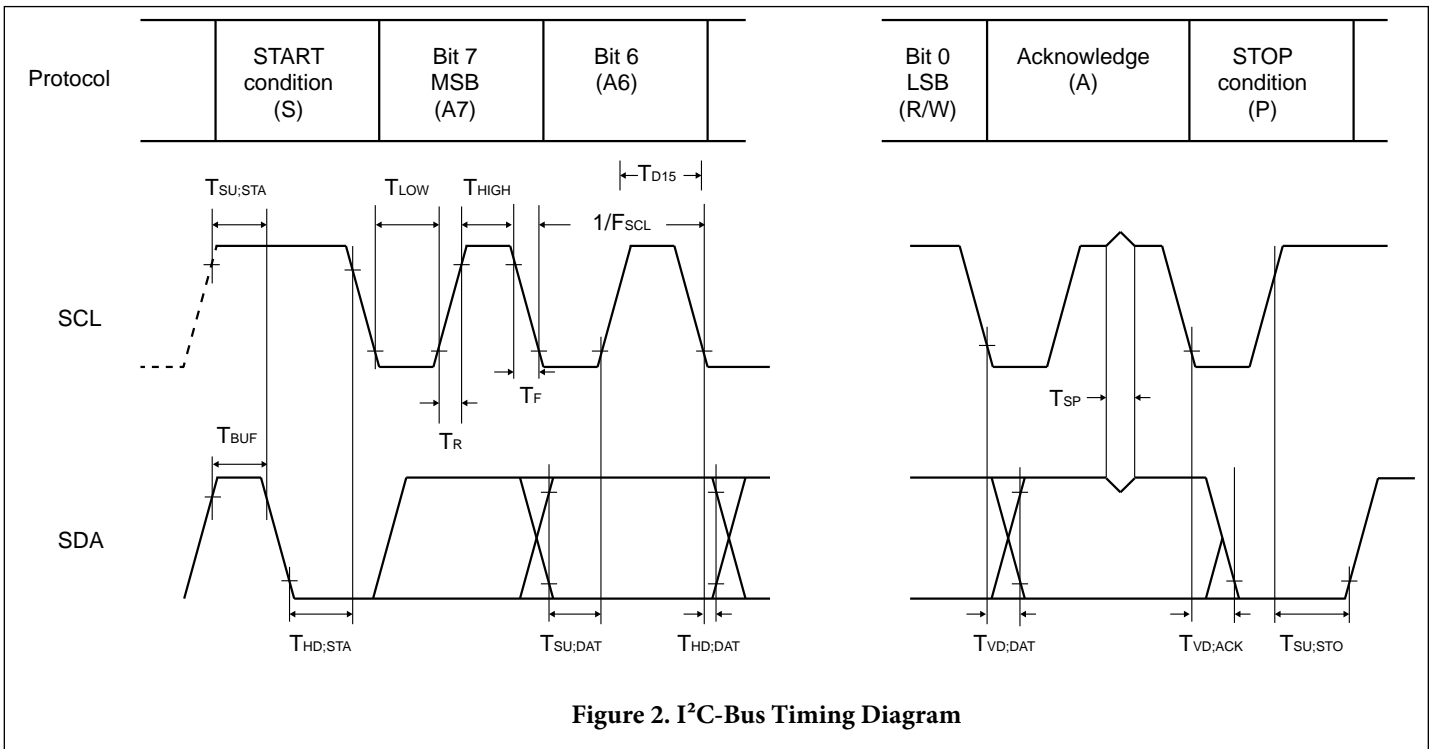 Protocol
START
condition
(S)
Bit 7
MSB
(A7)
Bit 6
(A6)
Bit 0
LSB
(R/W)
Acknowledge
(A)
STOP
condition
(P)
TSU;STA
TLOW
THIGH
TD15
1/FSCL
SCL
TF
TR
TSP
TBUF
SDA
THD;STA
TSU;DAT
THD;DAT
TVD;DAT
TVD;ACK
TSU;STO
Figure 2. I²C-Bus Timing Diagram